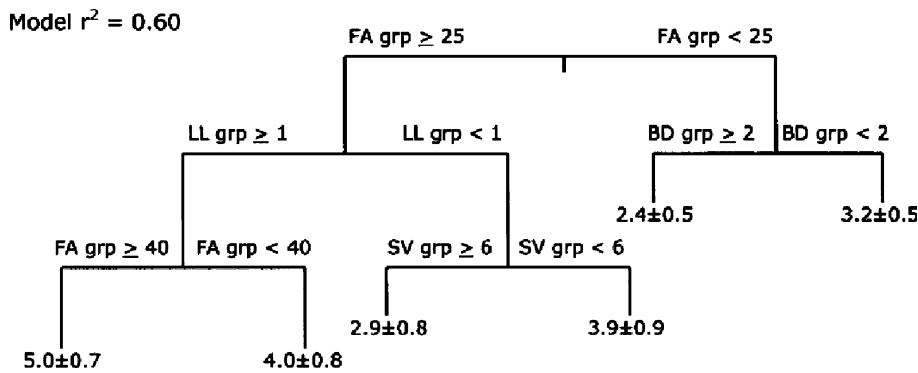 Model r² = 0.60
FA grp ≥ 25 FA grp < 25
LL grp ≥ 1 LL grp < 1 BD grp ≥ 2 BD grp < 2
2.4±0.5 3.2±0.5
FA grp ≥ 40 FA grp < 40 SV grp ≥ 6 SV grp < 6
2.9±0.8 3.9±0.9
5.0±0.7 4.0±0.8